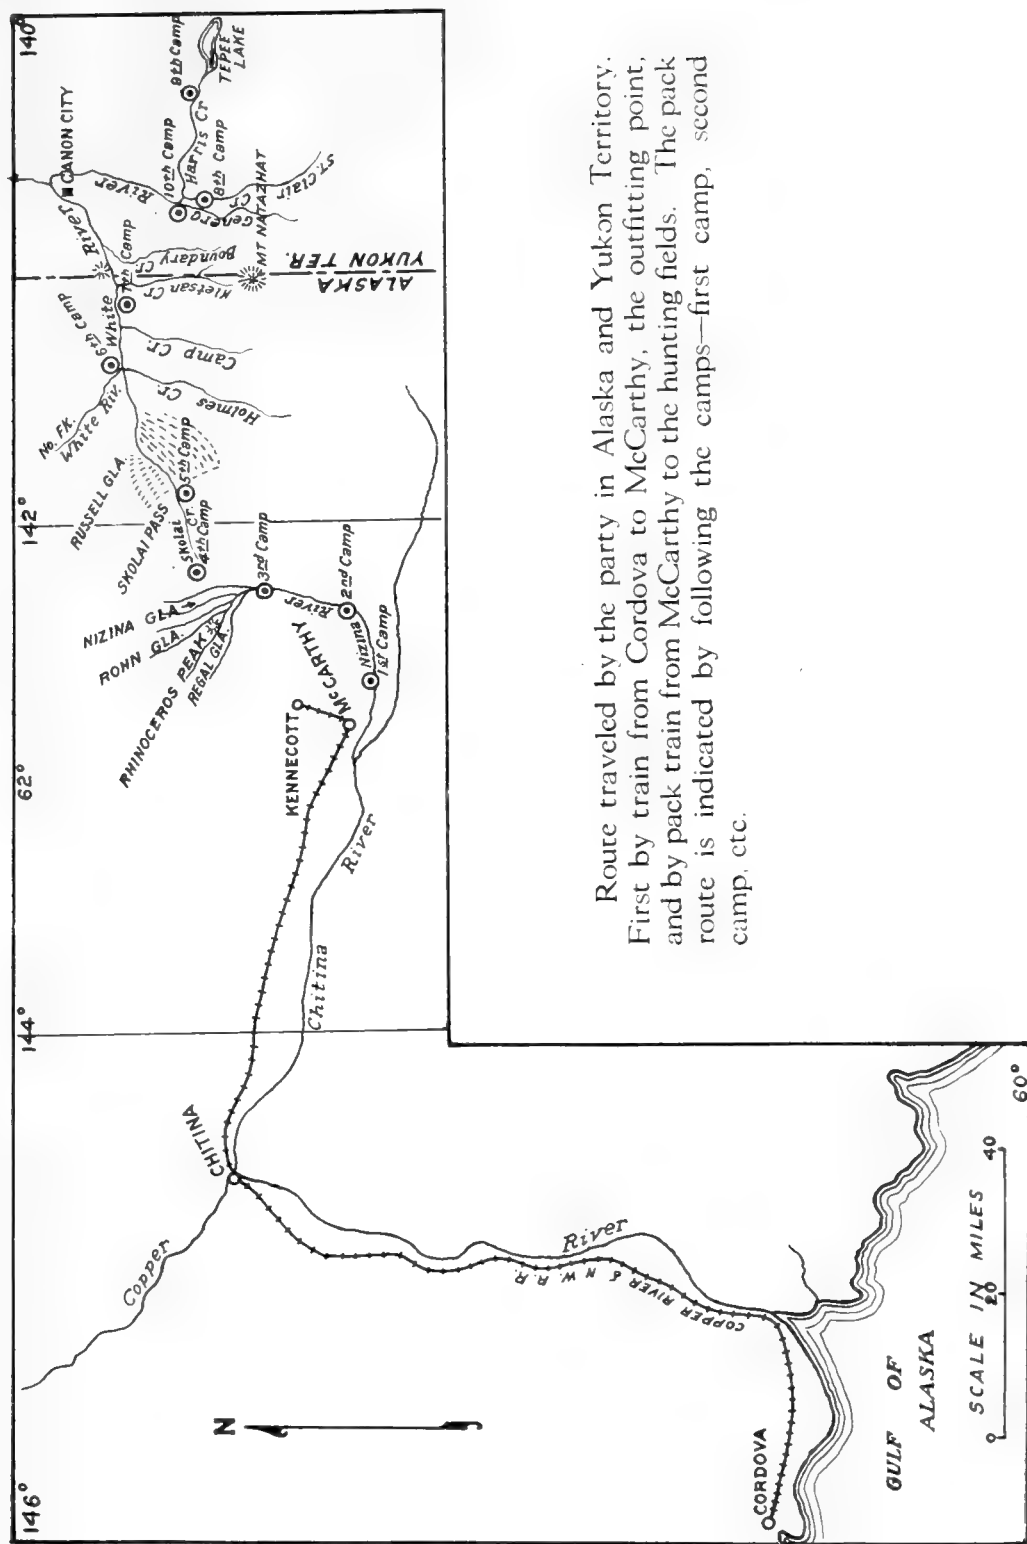 146°
144°
62°
142°
140°
N
Copper
CHITINA
River
COPPER RIVER & N.W.R.R.
CORDOVA
GULF OF
ALASKA
SCALE IN MILES
0 20 40
60°
Chitina
River
KENNECOTT
McCARTHY
Nizina
River
1st Camp
2nd Camp
3rd Camp
4th Camp
5th Camp
NIZINA GLA.
ROHN GLA.
RHINOCEROS PEAK
REGAL GLA.
SKOLAI PASS
SKOLAI CR.
RUSSELL GLA.
No. FK.
White Riv.
6th Camp
White
River
Holmes
Cr.
Camp Cr.
7th Camp
Kletsan Cr.
Boundary
Cr.
ALASKA
YUKON TER.
MT NATAZHAT
CANON CITY
River
Generg
Cr
St. Clair
8th Camp
10th Camp
Harris Cr
9th Camp
TEPEE
LAKE
Route traveled by the party in Alaska and Yukon Territory.
First by train from Cordova to McCarthy, the outfitting point,
and by pack train from McCarthy to the hunting fields. The pack
route is indicated by following the camps—first camp, second
camp, etc.